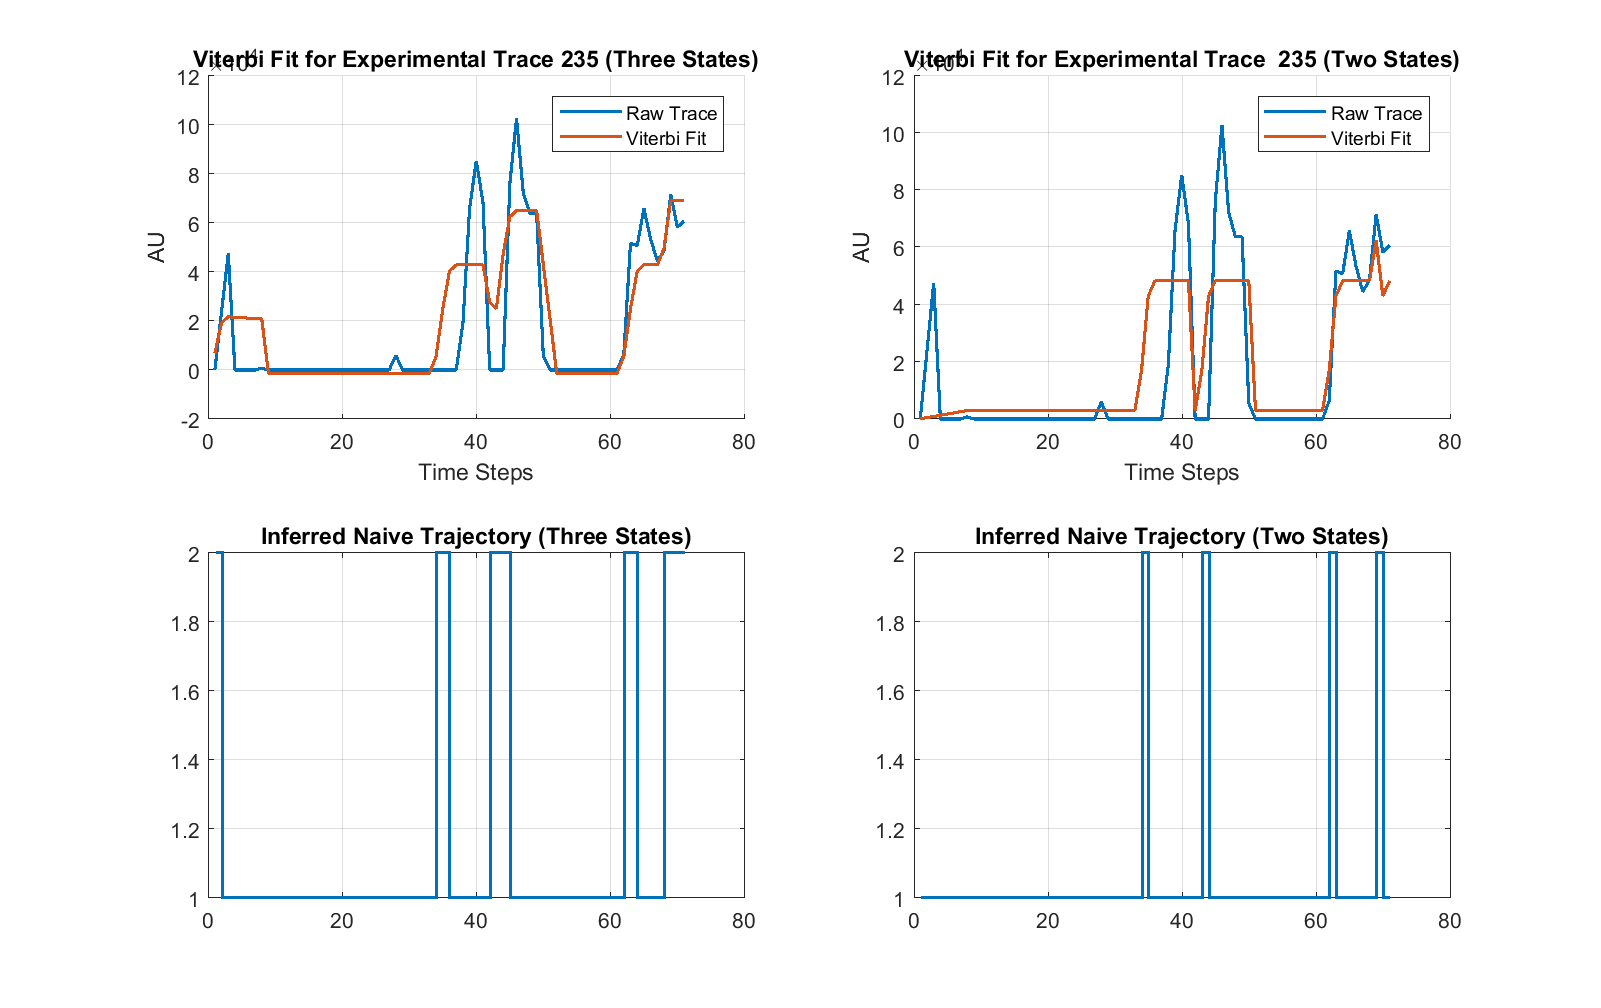 Viterbi Fit for Experimental Trace 235 (Three States)
12
10
8
6
4
2
0
-2
AU
Raw Trace
Viterbi Fit
0 20 40 60 80
Time Steps
Viterbi Fit for Experimental Trace  235 (Two States)
12
10
8
6
4
2
0
AU
Raw Trace
Viterbi Fit
0 20 40 60 80
Time Steps
Inferred Naive Trajectory (Three States)
2
1.8
1.6
1.4
1.2
1
0 20 40 60 80
Inferred Naive Trajectory (Two States)
2
1.8
1.6
1.4
1.2
1
0 20 40 60 80